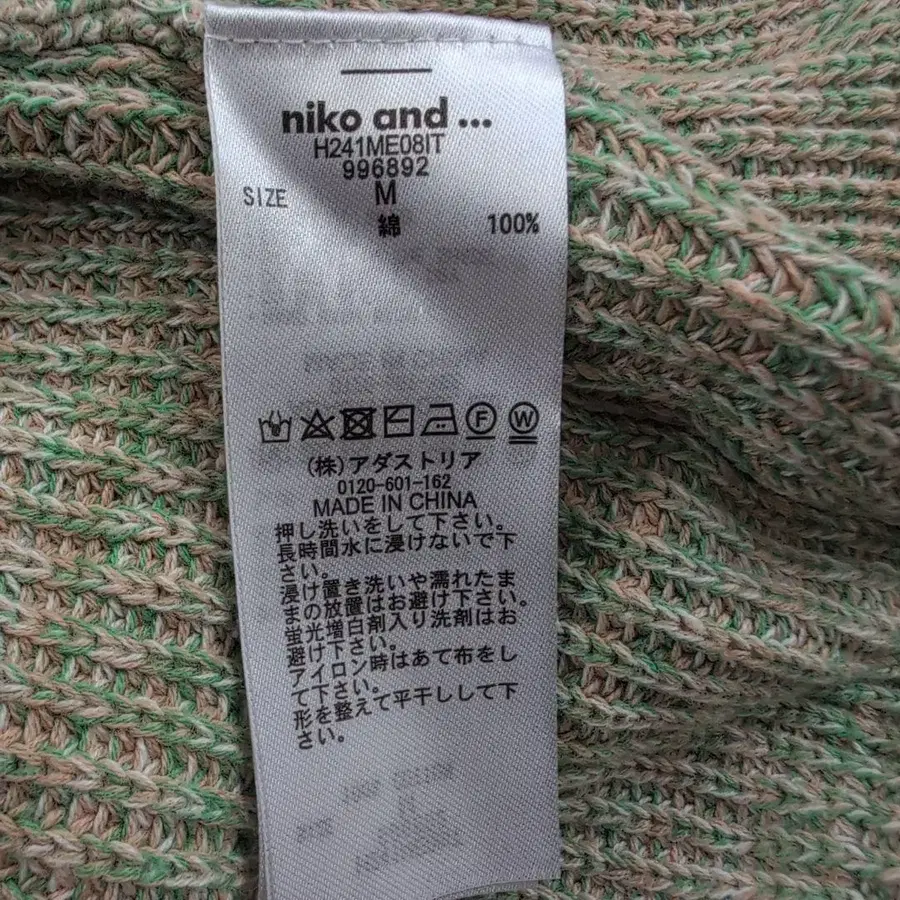 niko and ...
H241ME08IT
996892
SIZE M
綿 100%
(株)アダストリア
0120-601-162
MADE IN CHINA
押し洗いをして下さい。
長時間水に浸けないで下
さい。
浸け置き洗いや濡れたま
まの放置はお避け下さい。
蛍光増白剤入り洗剤はお
避け下さい。
アイロン時はあて布をし
て下さい。
形を整えて平干しして下
さい。